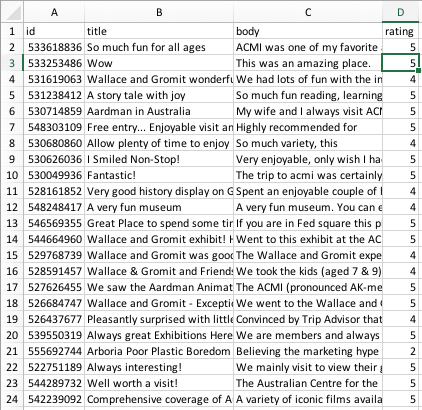 A B C D
1 id title body rating
2 533618836 So much fun for all ages ACMI was one of my favorite 5
3 533253486 Wow This was an amazing place. 5
4 531619063 Wallace and Gromit wonderfu We had lots of fun with the in 4
5 531238412 A story tale with joy So much fun reading, learning 5
6 530714859 Aardman in Australia My wife and I always visit ACM 5
7 548303109 Free entry... Enjoyable visit an Highly recommended for 5
8 530680860 Allow plenty of time to enjoy So much variety, this 4
9 530626036 I Smiled Non-Stop! Very enjoyable, only wish I ha 5
10 530049936 Fantastic! The trip to acmi was certainly 5
11 528161852 Very good history display on G Spent an enjoyable couple of 4
12 548248417 A very fun museum A very fun museum. You can e 4
13 546569355 Great Place to spend some tin If you are in Fed square this p 5
14 544664960 Wallace and Gromit exhibit! H Went to this exhibit at the AC 5
15 529768739 Wallace and Gromit was good The Wallace and Gromit expe 4
16 528591457 Wallace & Gromit and Friends We took the kids (aged 7 & 9) 4
17 527626455 We saw the Aardman Animat The ACMI (pronounced AK-me 5
18 526684747 Wallace and Gromit - Exceptio We went to the Wallace and 5
19 526437677 Pleasantly surprised with little Convinced by Trip Advisor that 4
20 539550319 Always great Exhibitions Here We are members and always 5
21 555692744 Arboria Poor Plastic Boredom Believing the marketing hype 2
22 522751189 Always interesting! We mainly visit to view their 5
23 544289732 Well worth a visit! The Australian Centre for the 5
24 542239092 Comprehensive coverage of A A variety of iconic films availa 5